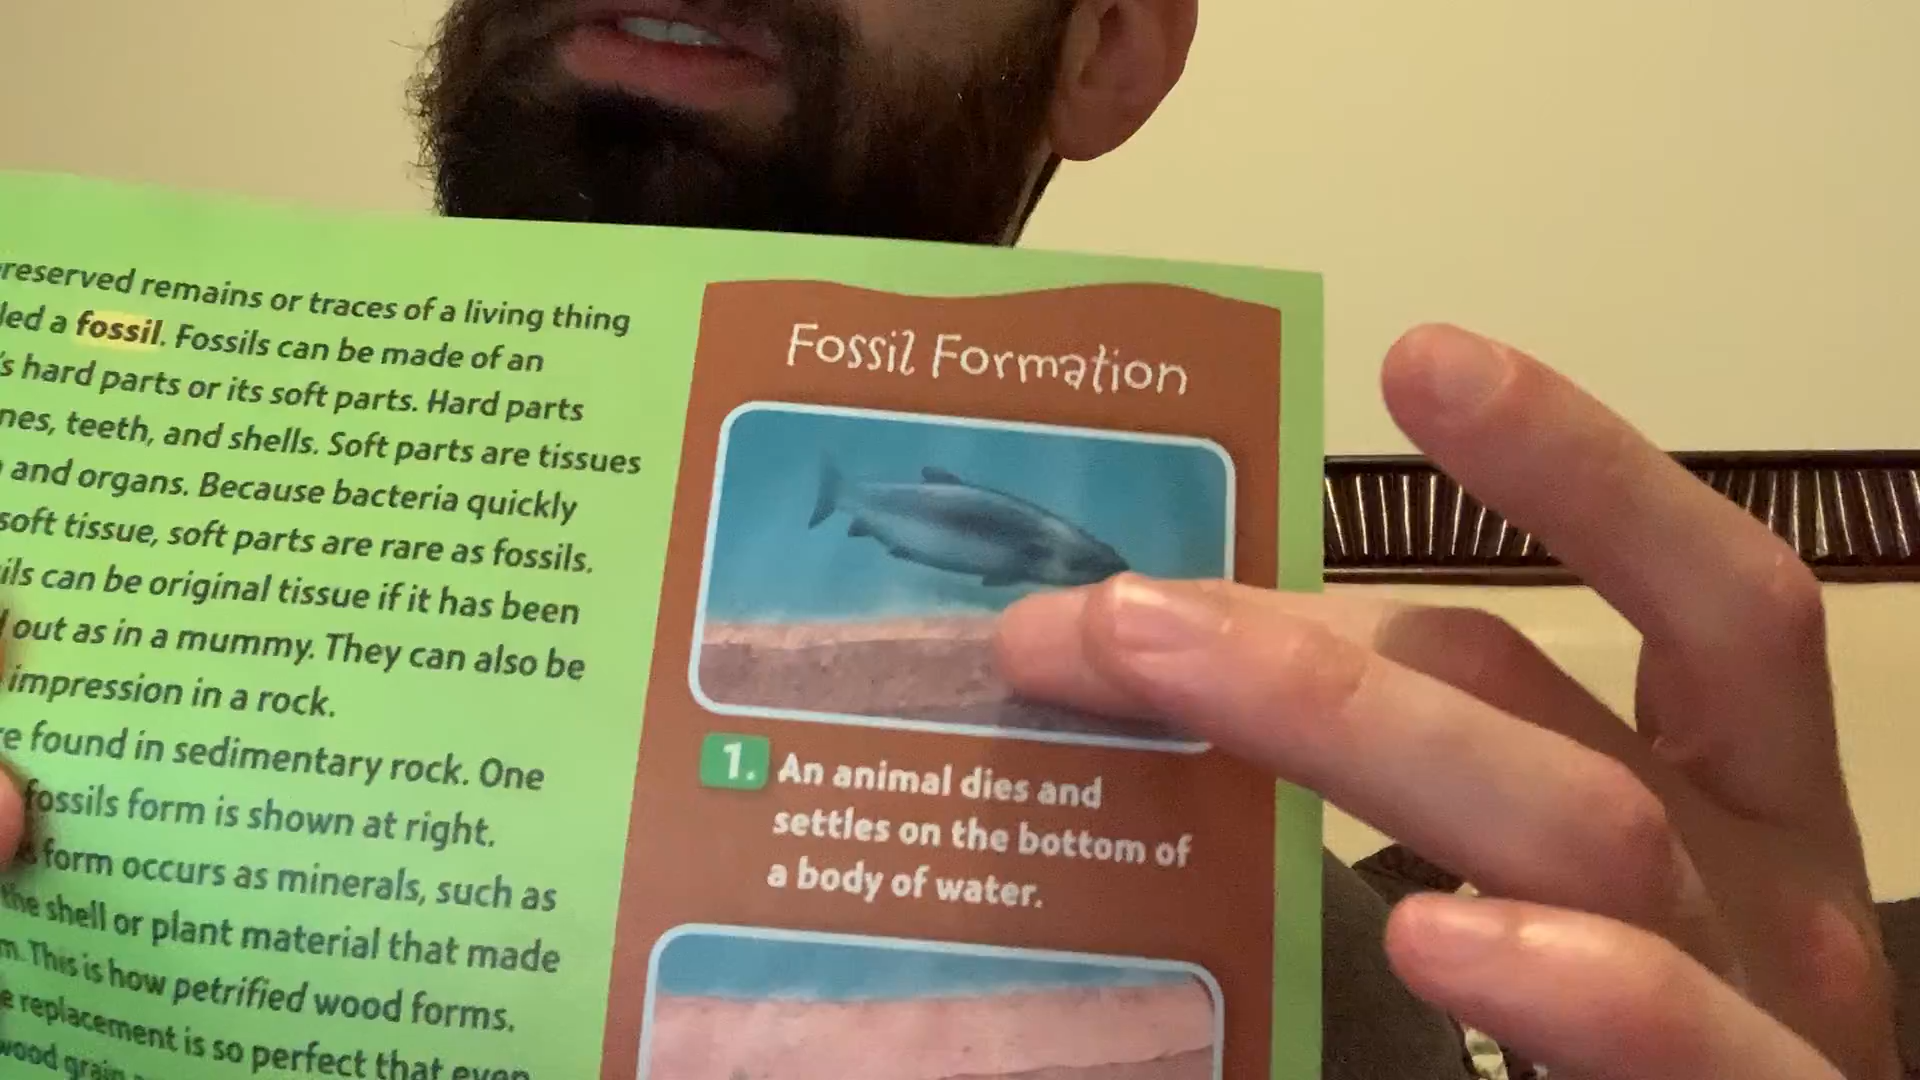 reserved remains or traces of a living thing
led a fossil. Fossils can be made of an
's hard parts or its soft parts. Hard parts
nes, teeth, and shells. Soft parts are tissues
and organs. Because bacteria quickly
soft tissue, soft parts are rare as fossils.
ils can be original tissue if it has been
out as in a mummy. They can also be
impression in a rock.
e found in sedimentary rock. One
fossils form is shown at right.
form occurs as minerals, such as
the shell or plant material that made
m. This is how petrified wood forms.
e replacement is so perfect that even
wood grain
Fossil Formation
1. An animal dies and
settles on the bottom of
a body of water.